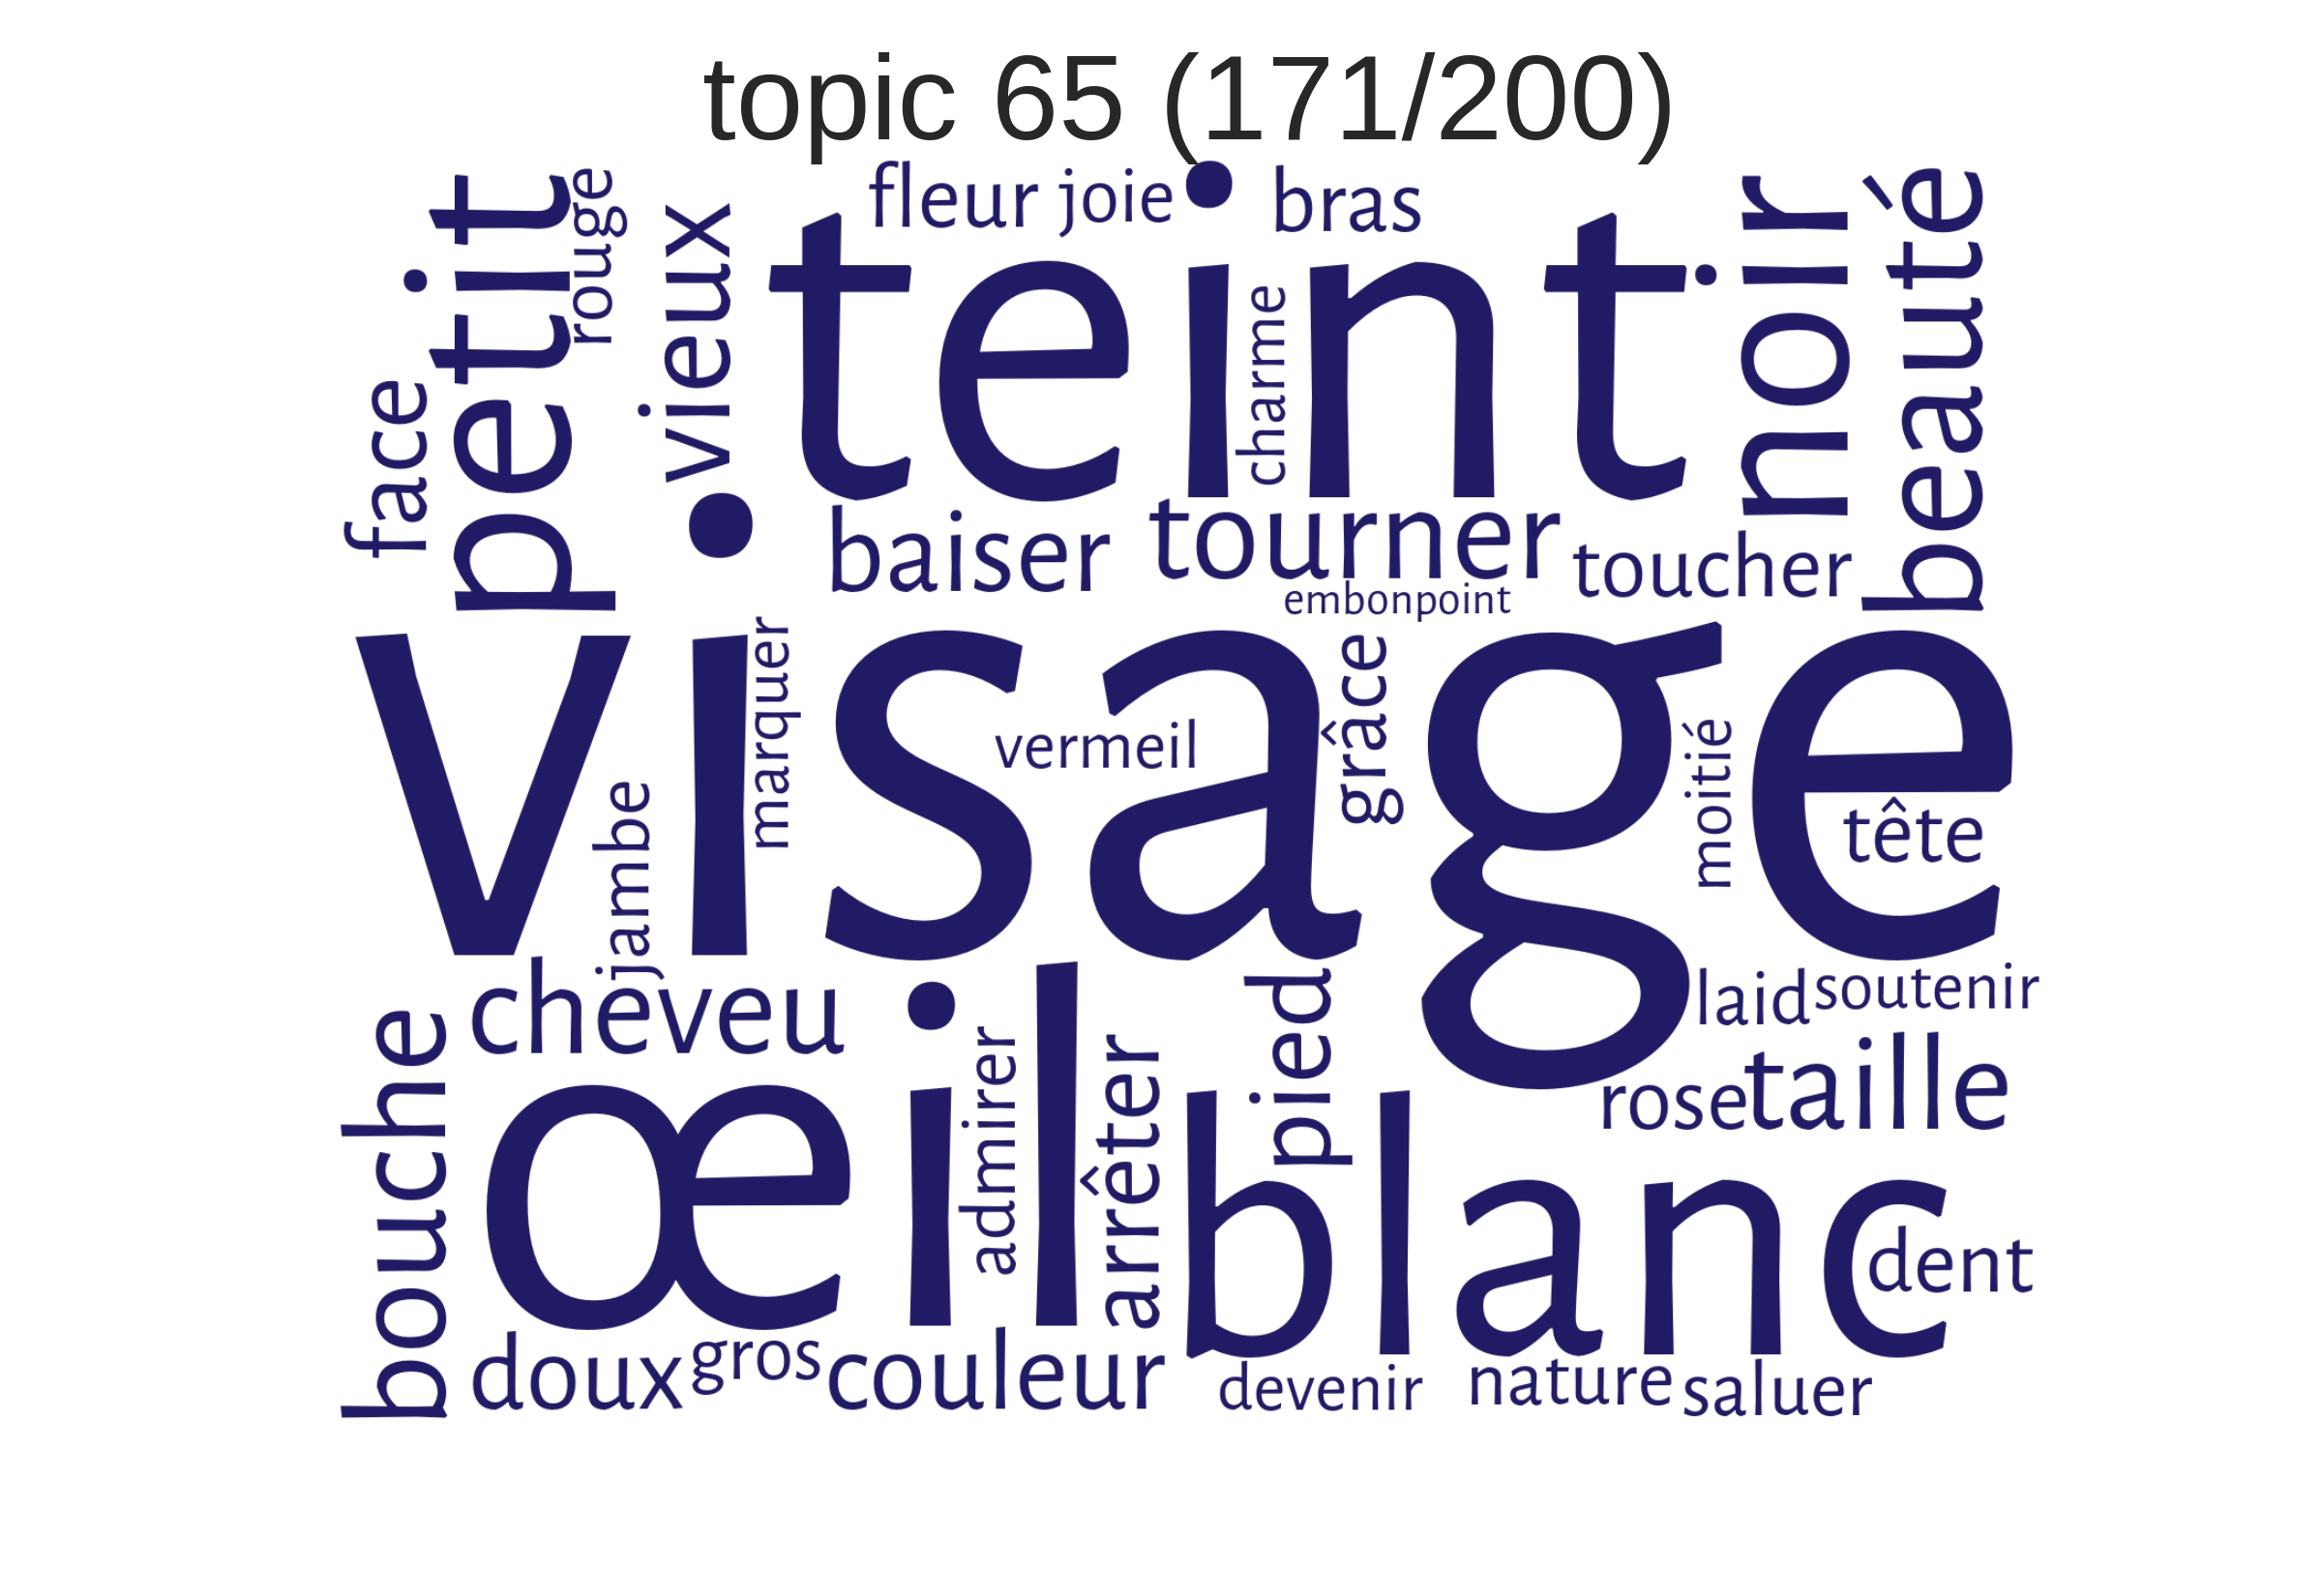 topic 65 (171/200)
fleur joie bras
petit
rouge
vieux
teint
charme
noir
beauté
face
baiser tourner toucher
embonpoint
visage
marquer
vermeil
grâce
moitié
tête
jambe
cheveu
laid soutenir
bouche
œil
admirer
arrêter
pied
rose taille
blanc
dent
doux gros couleur devenir nature saluer